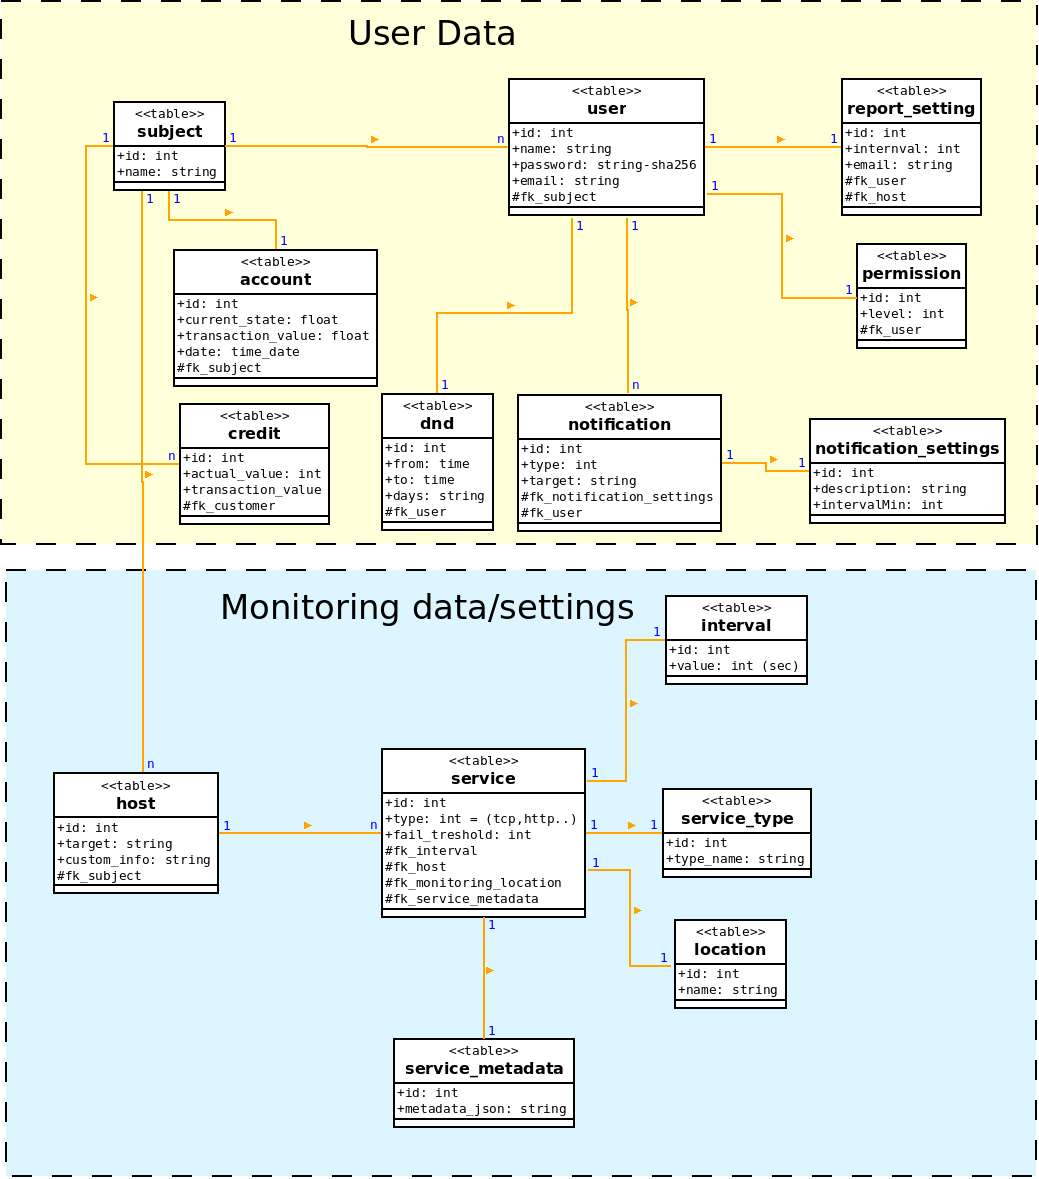 User Data
<<table>>
subject
+id: int
+name: string
<<table>>
user
+id: int
+name: string
+password: string-sha256
+email: string
#fk_subject
<<table>>
report_setting
+id: int
+internval: int
+email: string
#fk_user
#fk_host
1
1
n
1
1
1
1
1
1
1
1
1
<<table>>
account
+id: int
+current_state: float
+transaction_value: float
+date: time_date
#fk_subject
<<table>>
permission
+id: int
+level: int
#fk_user
n
1
n
<<table>>
credit
+id: int
+actual_value: int
+transaction_value
#fk_customer
<<table>>
dnd
+id: int
+from: time
+to: time
+days: string
#fk_user
<<table>>
notification
+id: int
+type: int
+target: string
#fk_notification_settings
#fk_user
1
1
<<table>>
notification_settings
+id: int
+description: string
+intervalMin: int
Monitoring data/settings
1
<<table>>
interval
+id: int
+value: int (sec)
n
<<table>>
host
+id: int
+target: string
+custom_info: string
#fk_subject
1
n
<<table>>
service
+id: int
+type: int = (tcp,http..)
+fail_treshold: int
#fk_interval
#fk_host
#fk_monitoring_location
#fk_service_metadata
1
1
1
1
<<table>>
service_type
+id: int
+type_name: string
1
<<table>>
location
+id: int
+name: string
1
1
<<table>>
service_metadata
+id: int
+metadata_json: string